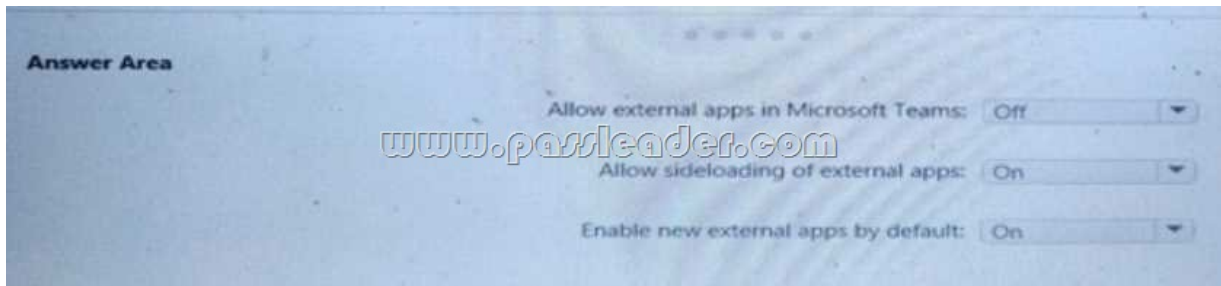 Answer Area
Allow external apps in Microsoft Teams: Off
www.passleader.com
Allow sideloading of external apps: On
Enable new external apps by default: On